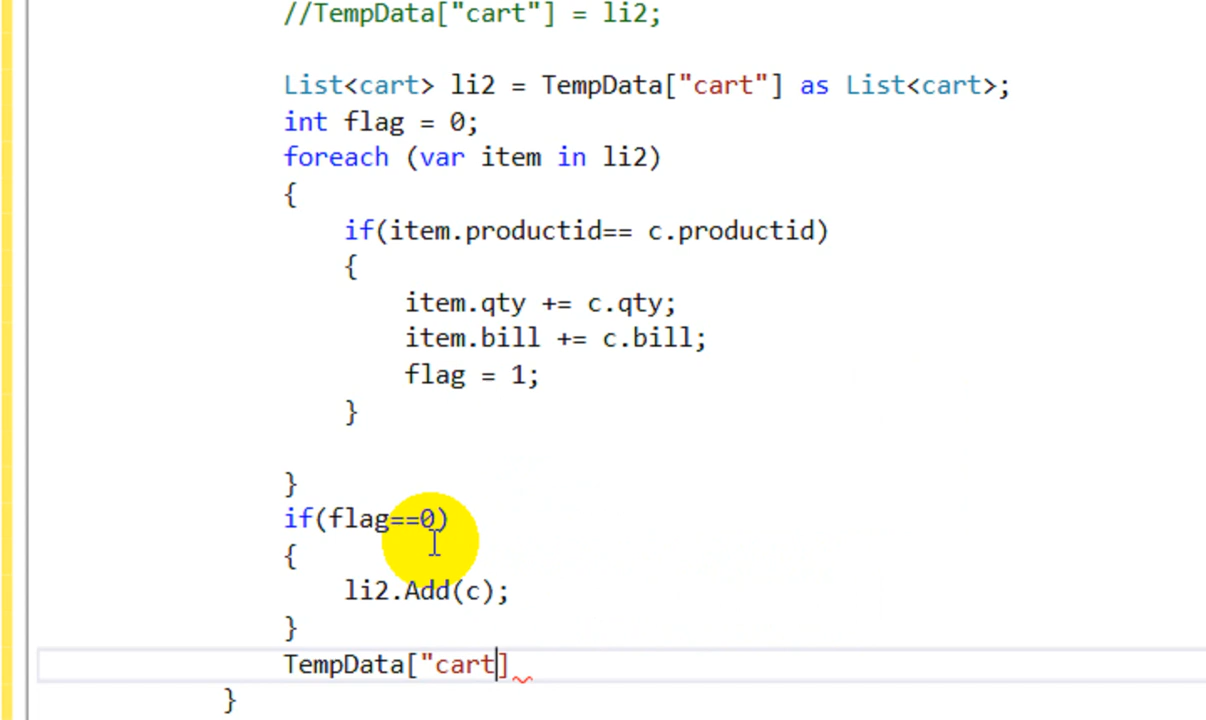 //TempData["cart"] = li2;
List<cart> li2 = TempData["cart"] as List<cart>;
int flag = 0;
foreach (var item in li2)
{
if(item.productid== c.productid)
{
item.qty += c.qty;
item.bill += c.bill;
flag = 1;
}
}
if(flag==0)
{
li2.Add(c);
}
TempData["cart]
}